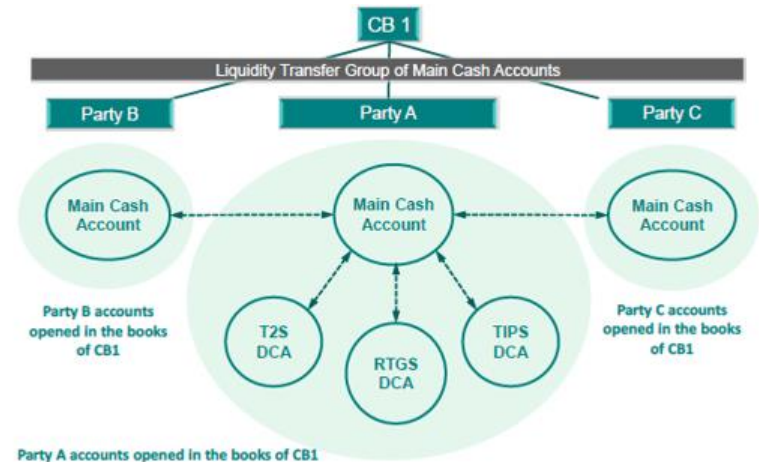 CB 1
Liquidity Transfer Group of Main Cash Accounts
Party B
Party A
Party C
Main Cash
Account
Main Cash
Account
Main Cash
Account
Party B accounts
opened in the books
of CB1
T2S
DCA
RTGS
DCA
TIPS
DCA
Party C accounts
opened in the books
of CB1
Party A accounts opened in the books of CB1